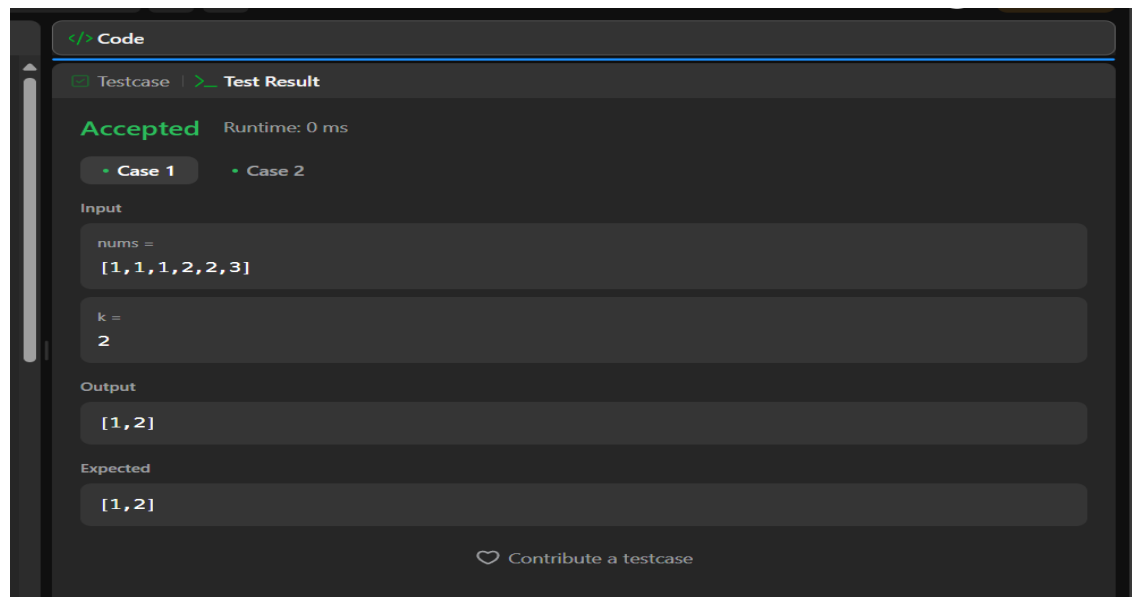 </> Code
Testcase | >_ Test Result
Accepted Runtime: 0 ms
• Case 1 • Case 2
Input
nums =
[1,1,1,2,2,3]
k =
2
Output
[1,2]
Expected
[1,2]
Contribute a testcase